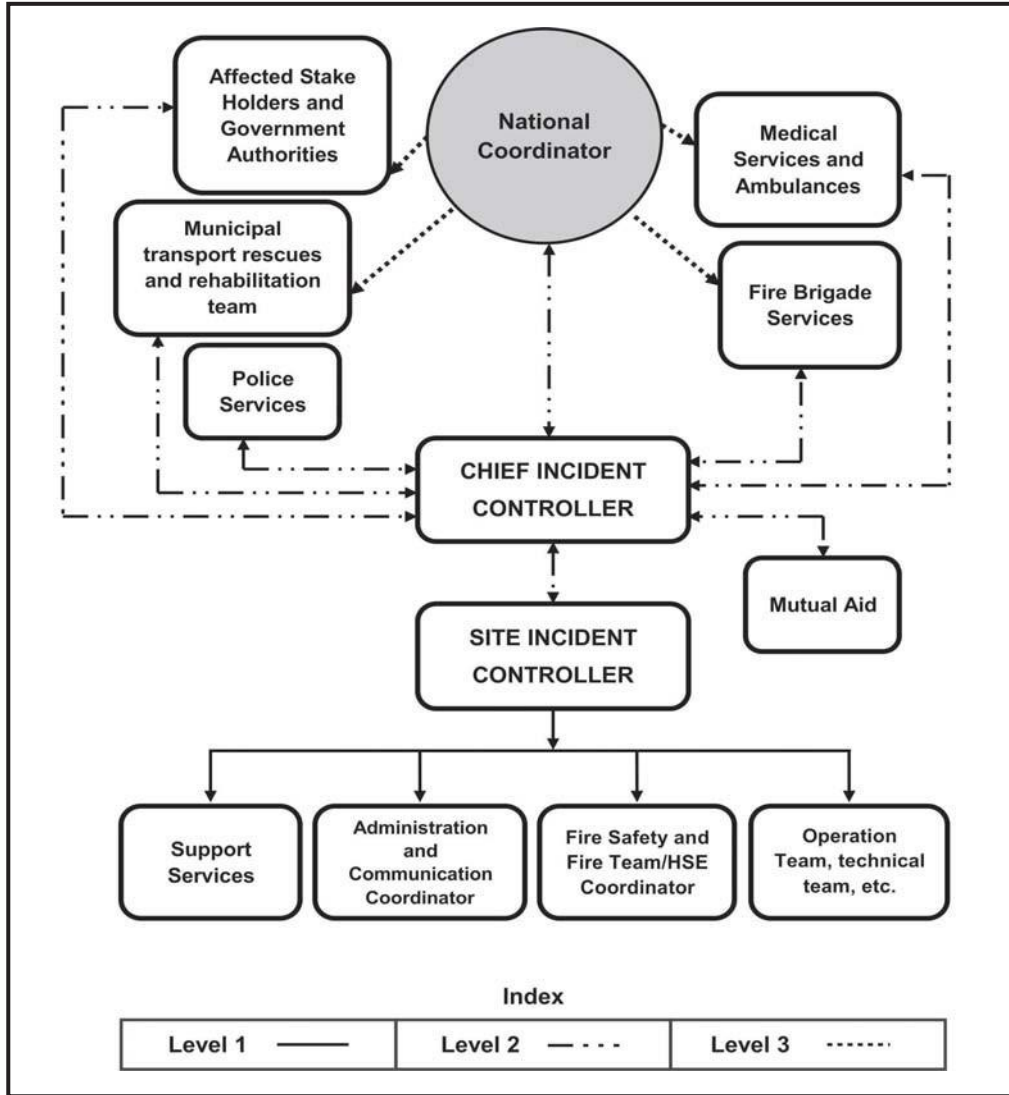 Affected Stake
Holders and
Government
Authorities
National
Coordinator
Medical
Services and
Ambulances
Municipal
transport rescues
and rehabilitation
team
Fire Brigade
Services
Police
Services
CHIEF INCIDENT
CONTROLLER
Mutual Aid
SITE INCIDENT
CONTROLLER
Support
Services
Administration
and
Communication
Coordinator
Fire Safety and
Fire Team/HSE
Coordinator
Operation
Team, technical
team, etc.
Index
Level 1
Level 2
Level 3